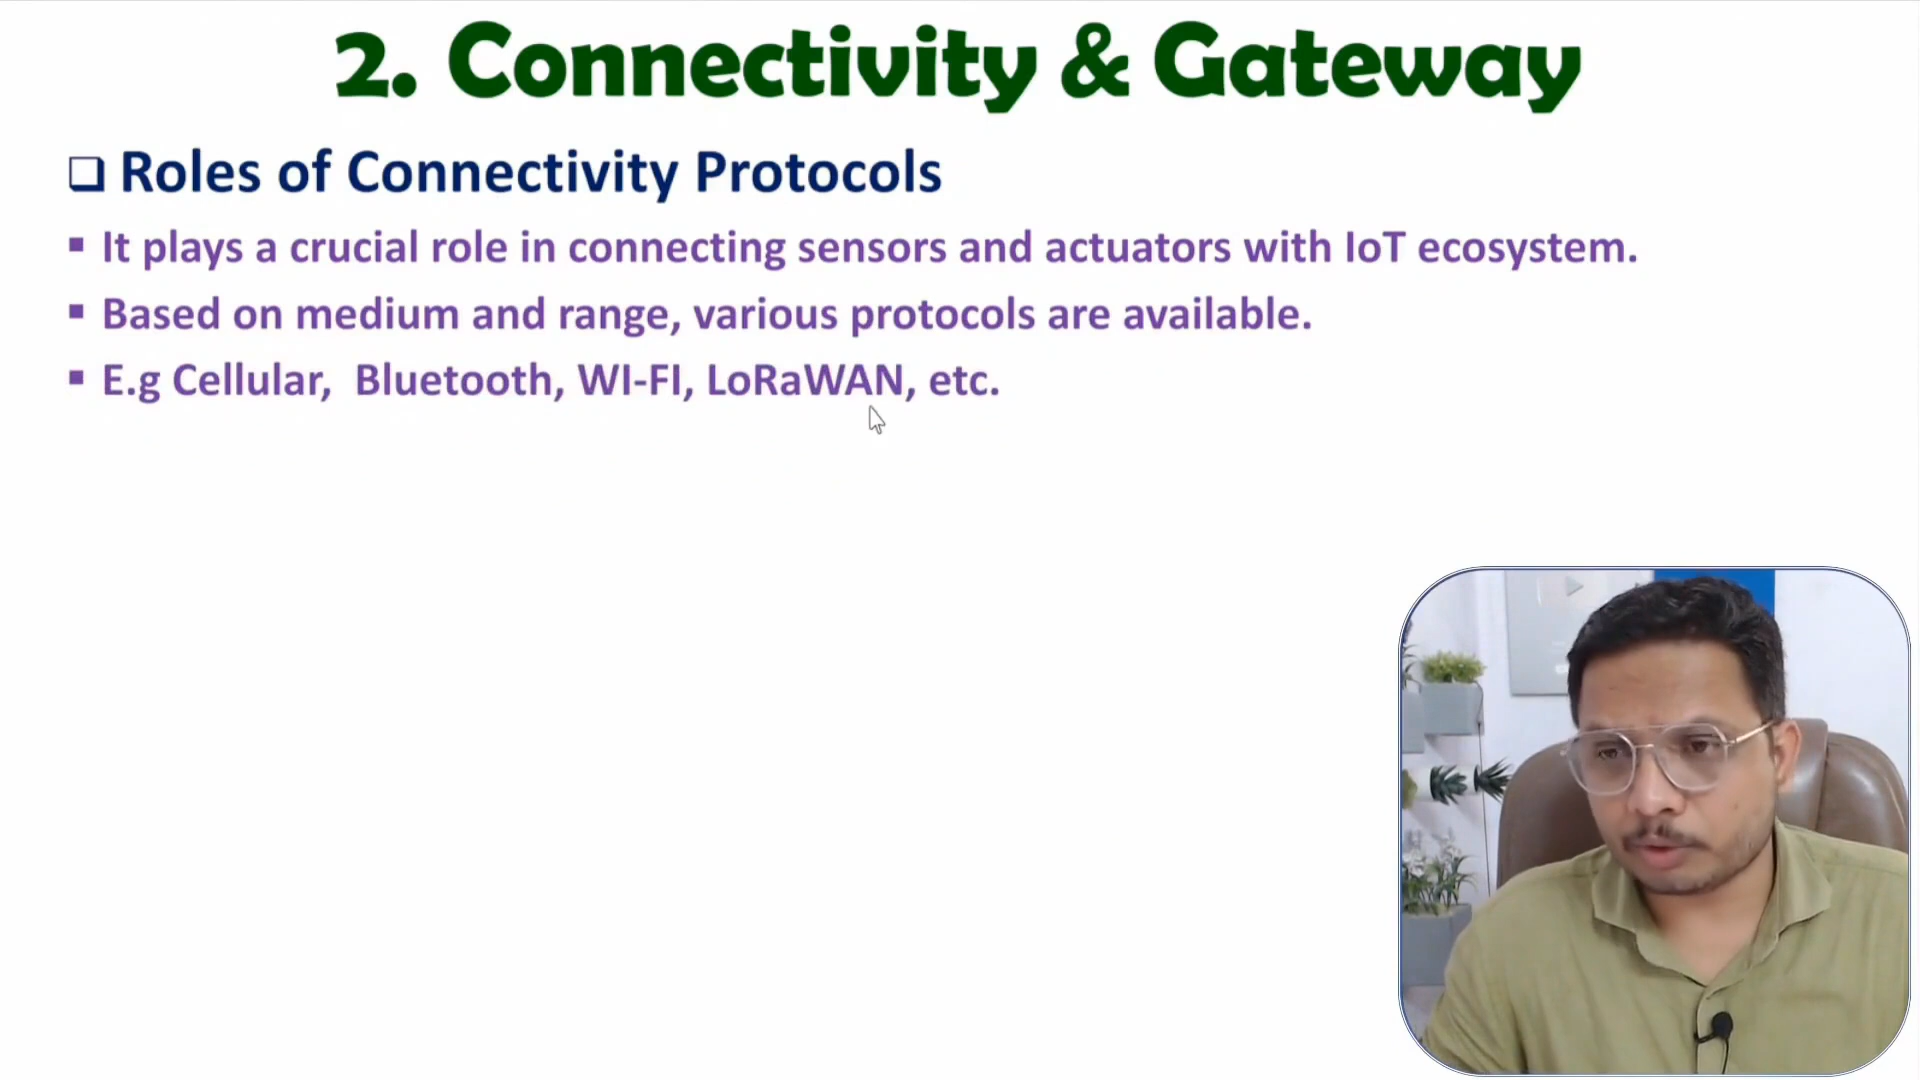 2. Connectivity & Gateway
Roles of Connectivity Protocols
It plays a crucial role in connecting sensors and actuators with IoT ecosystem.
Based on medium and range, various protocols are available.
E.g Cellular, Bluetooth, WI-FI, LoRaWAN, etc.